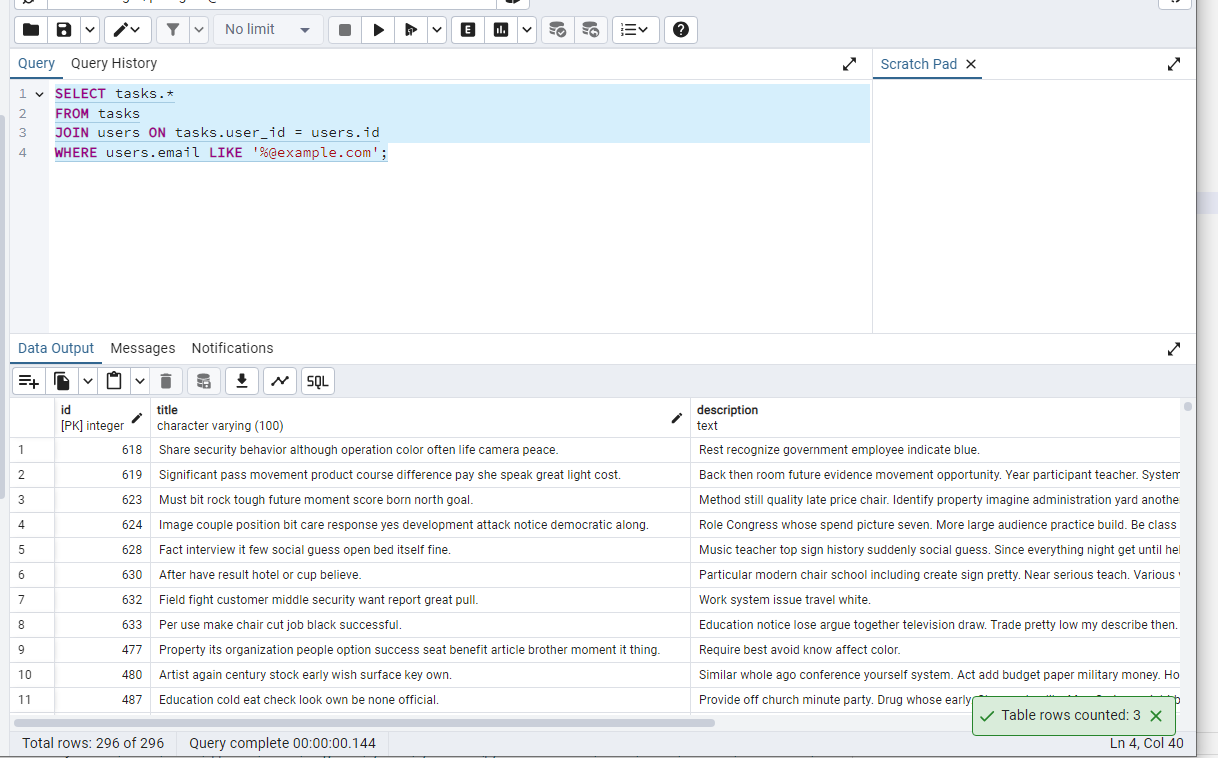 No limit
E
SQL
Query Query History
Scratch Pad
1 SELECT tasks.*
2 FROM tasks
3 JOIN users ON tasks.user_id = users.id
4 WHERE users.email LIKE '%@example.com';
Data Output Messages Notifications
id title description
[PK] integer character varying (100) text
1 618 Share security behavior although operation color often life camera peace. Rest recognize government employee indicate blue.
2 619 Significant pass movement product course difference pay she speak great light cost. Back then room future evidence movement opportunity. Year participant teacher. System
3 623 Must bit rock tough future moment score born north goal. Method still quality late price chair. Identify property imagine administration yard anothe
4 624 Image couple position bit care response yes development attack notice democratic along. Role Congress whose spend picture seven. More large audience practice build. Be class
5 628 Fact interview it few social guess open bed itself fine. Music teacher top sign history suddenly social guess. Since everything night get until hei
6 630 After have result hotel or cup believe. Particular modern chair school including create sign pretty. Near serious teach. Various
7 632 Field fight customer middle security want report great pull. Work system issue travel white.
8 633 Per use make chair cut job black successful. Education notice lose argue together television draw. Trade pretty low my describe then.
9 477 Property its organization people option success seat benefit article brother moment it thing. Require best avoid know affect color.
10 480 Artist again century stock early wish surface key own. Similar whole ago conference yourself system. Act add budget paper military money. Ho
11 487 Education cold eat check look own be none official. Provide off church minute party. Drug whose early
Table rows counted: 3
Total rows: 296 of 296 Query complete 00:00:00.144 Ln 4, Col 40